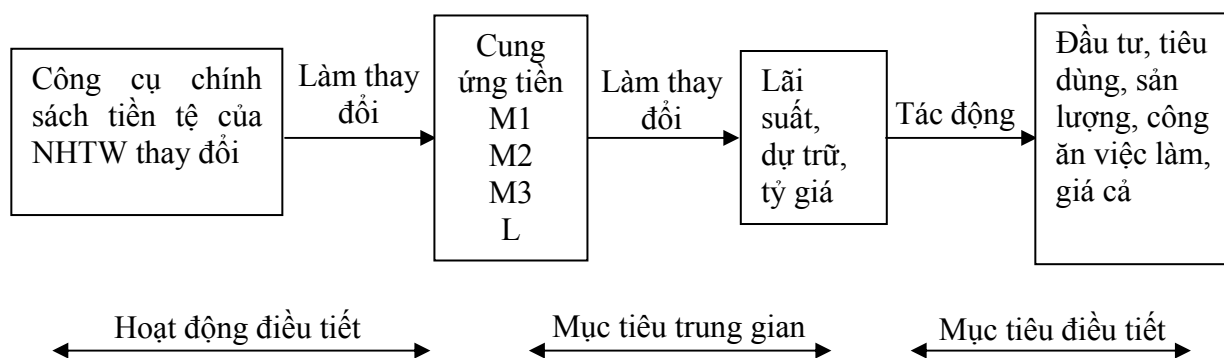 Công cụ chính
sách tiền tệ của
NHTW thay đổi
Làm thay
đổi
Cung
ứng tiền
M1
M2
M3
L
Làm thay
đổi
Lãi
suất,
dự trữ,
tỷ giá
Tác động
Đầu tư, tiêu
dùng, sản
lượng, công
ăn việc làm,
giá cả
Hoạt động điều tiết
Mục tiêu trung gian
Mục tiêu điều tiết